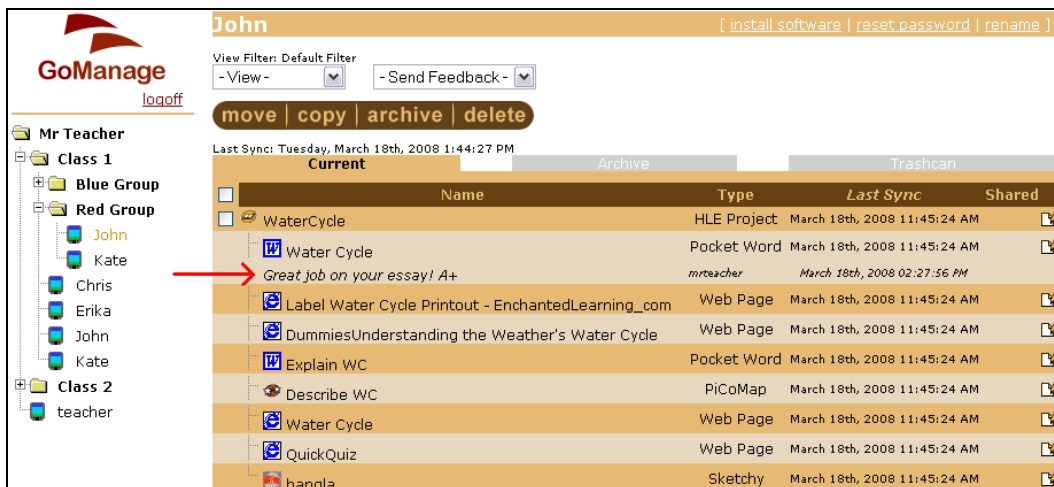 GoManage
logoff
Mr Teacher
Class 1
Blue Group
Red Group
John
Kate
Chris
Erika
John
Kate
Class 2
teacher
John [ install software | reset password | rename ]
View Filter: Default Filter
- View - - Send Feedback -
move | copy | archive | delete
Last Sync: Tuesday, March 18th, 2008 1:44:27 PM
Current Archive Trashcan
Name Type Last Sync Shared
WaterCycle HLE Project March 18th, 2008 11:45:24 AM
Water Cycle Pocket Word March 18th, 2008 11:45:24 AM
Great job on your essay! A+ mrteacher March 18th, 2008 02:27:56 PM
Label Water Cycle Printout - EnchantedLearning_com Web Page March 18th, 2008 11:45:24 AM
DummiesUnderstanding the Weather's Water Cycle Web Page March 18th, 2008 11:45:24 AM
Explain WC Pocket Word March 18th, 2008 11:45:24 AM
Describe WC PiCoMap March 18th, 2008 11:45:24 AM
Water Cycle Web Page March 18th, 2008 11:45:24 AM
QuickQuiz Web Page March 18th, 2008 11:45:24 AM
hangla Sketchy March 18th, 2008 11:45:24 AM